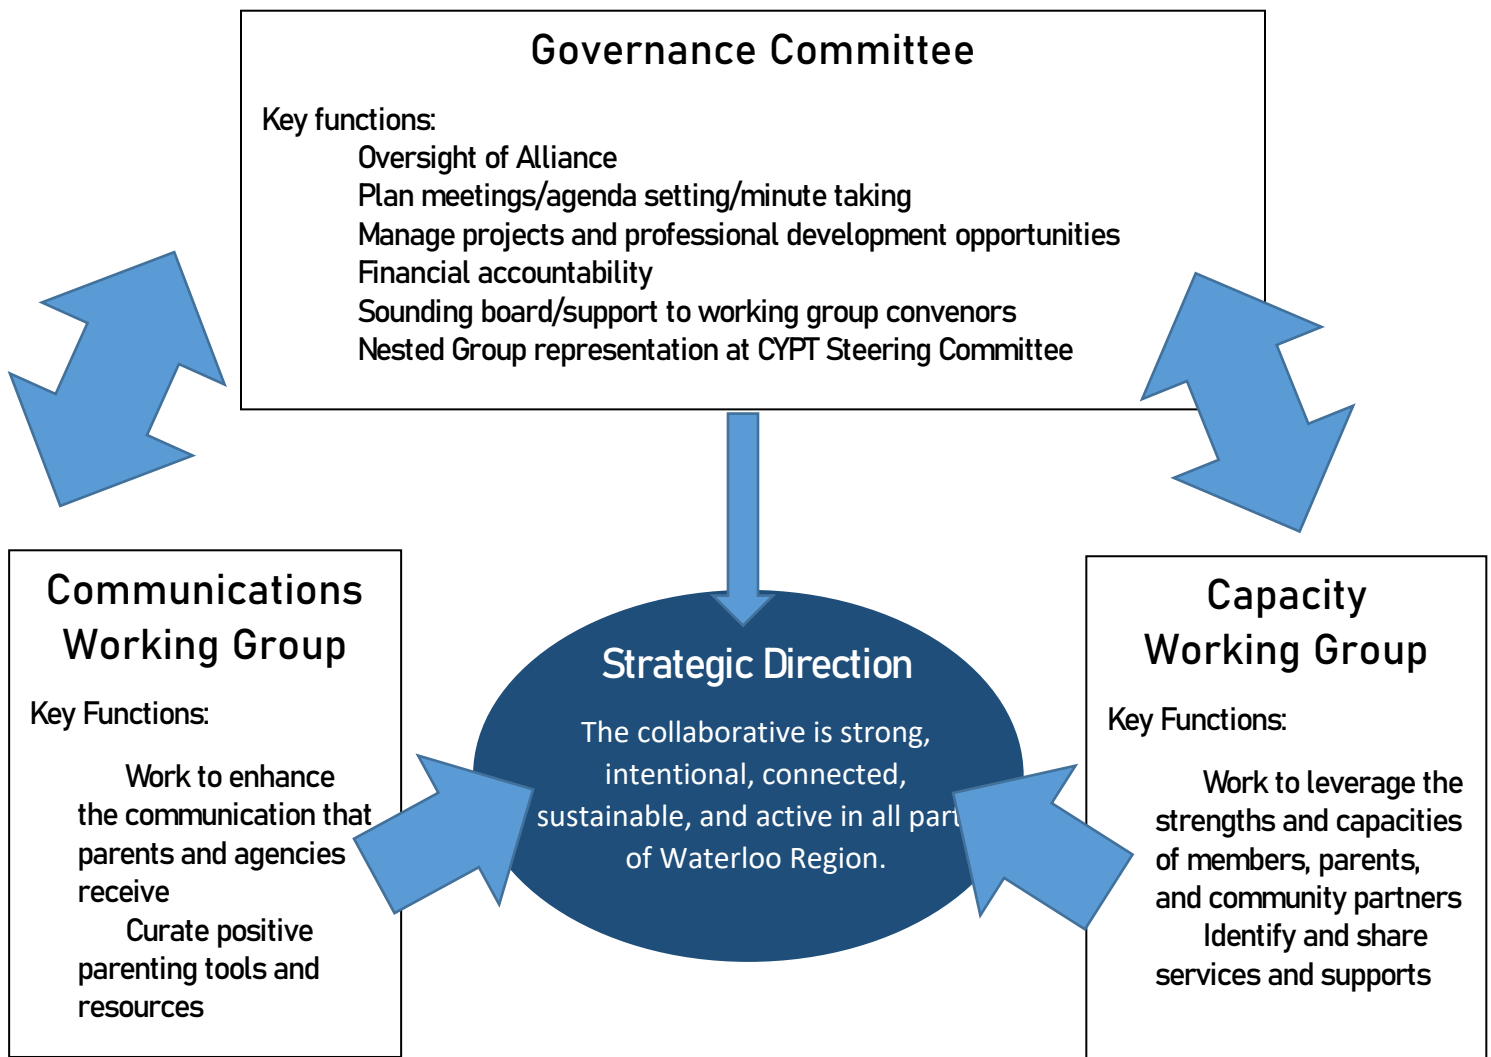 Governance Committee
Key functions:
Oversight of Alliance
Plan meetings/agenda setting/minute taking
Manage projects and professional development opportunities
Financial accountability
Sounding board/support to working group convenors
Nested Group representation at CYPT Steering Committee
Communications
Working Group
Key Functions:
Work to enhance
the communication that
parents and agencies
receive
Curate positive
parenting tools and
resources
Strategic Direction
The collaborative is strong,
intentional, connected,
sustainable, and active in all part
of Waterloo Region.
Capacity
Working Group
Key Functions:
Work to leverage the
strengths and capacities
of members, parents,
and community partners
Identify and share
services and supports